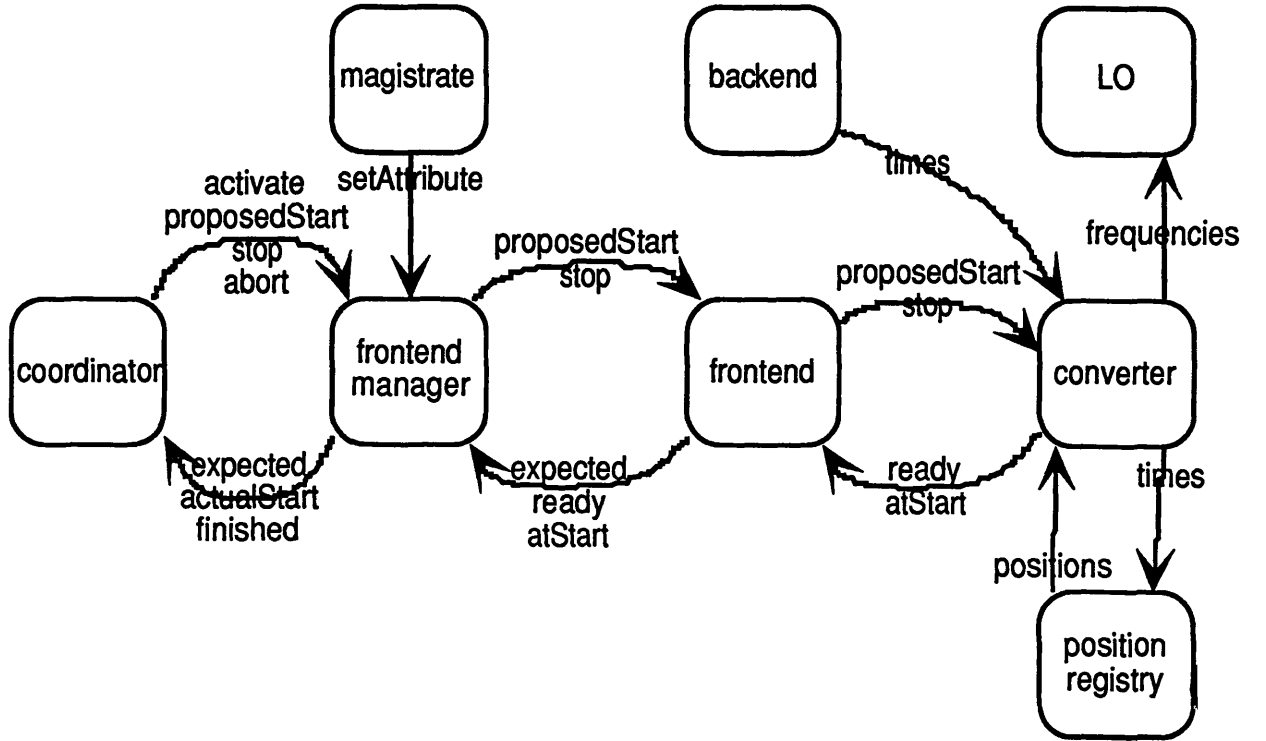 magistrate
backend
LO
setAttribute
times
activate
proposedStart
stop
abort
proposedStart
stop
frequencies
proposedStart
stop
coordinator
frontend
manager
frontend
converter
expected
actualStart
finished
expected
ready
atStart
ready
atStart
times
positions
position
registry